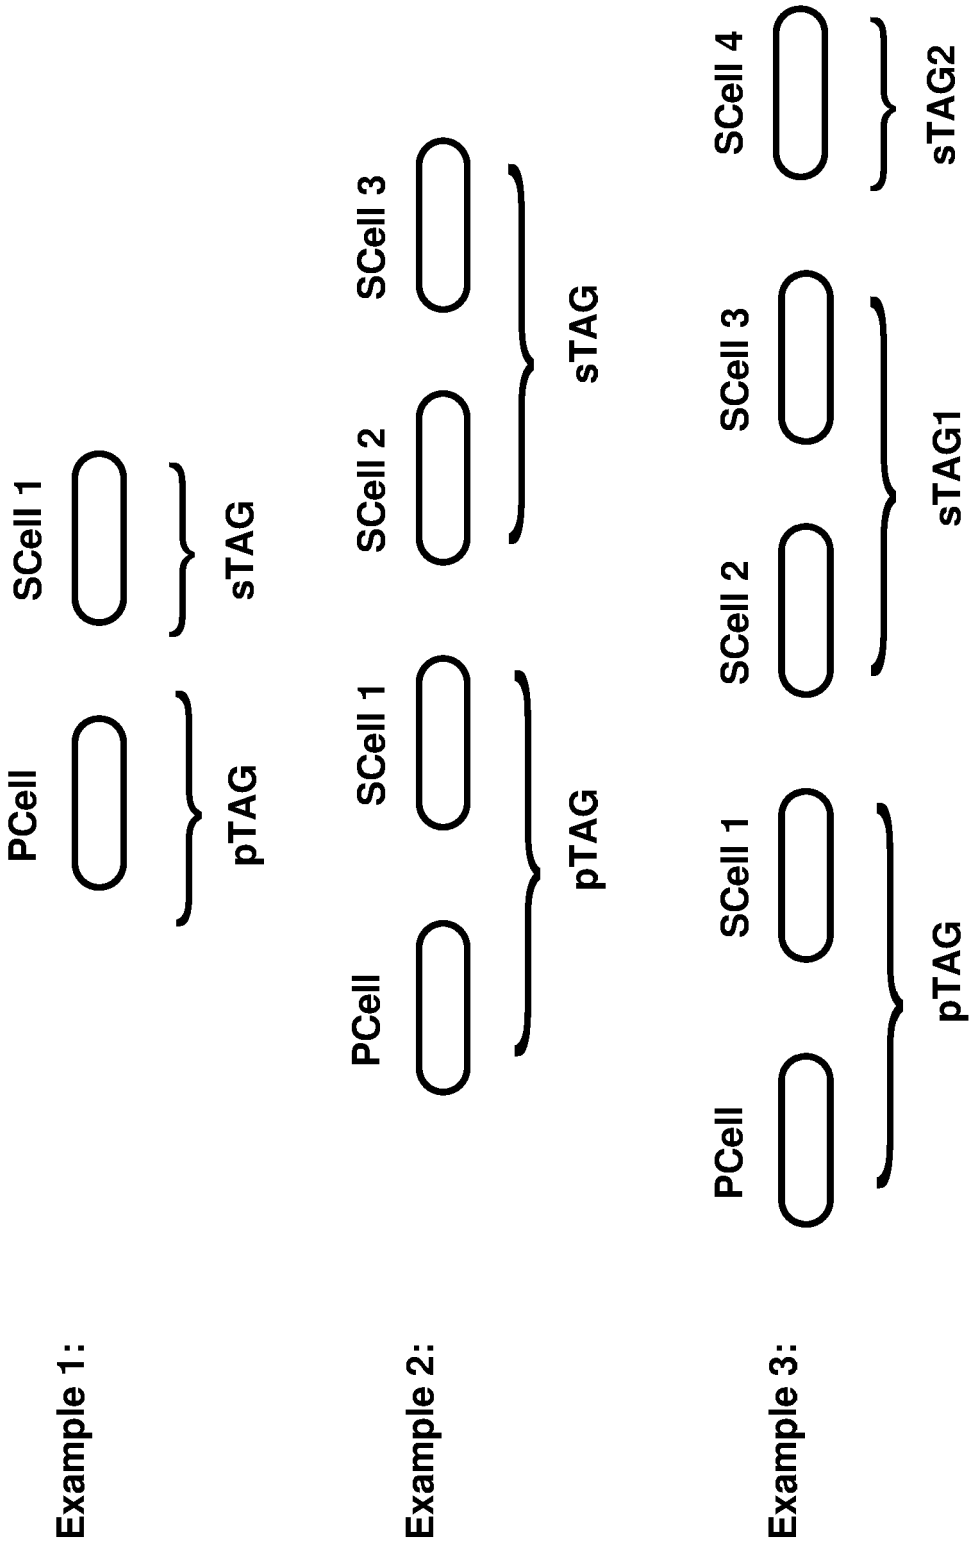 Example 1:
PCell
SCell 1
pTAG
sTAG
Example 2:
PCell
SCell 1
SCell 2
SCell 3
pTAG
sTAG
Example 3:
PCell
SCell 1
SCell 2
SCell 3
SCell 4
pTAG
sTAG1
sTAG2